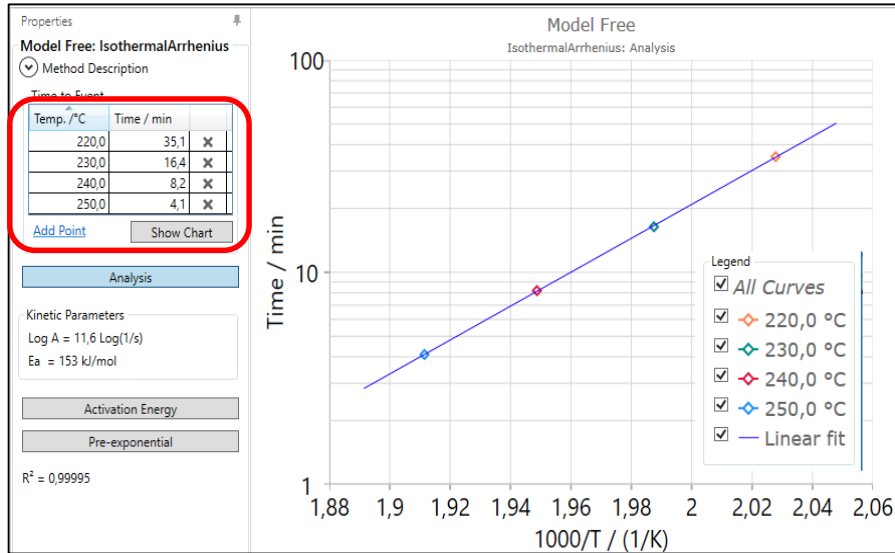 Properties
Model Free: IsothermalArrhenius
Method Description
Time to Event
Temp. /°C Time / min
220,0 35,1
230,0 16,4
240,0 8,2
250,0 4,1
Add Point Show Chart
Analysis
Kinetic Parameters
Log A = 11,6 Log(1/s)
Ea = 153 kJ/mol
Activation Energy
Pre-exponential
R² = 0,99995
Model Free
IsothermalArrhenius: Analysis
100
10
1
Time / min
1,88 1,9 1,92 1,94 1,96 1,98 2 2,02 2,04 2,06
1000/T / (1/K)
Legend
All Curves
220,0 °C
230,0 °C
240,0 °C
250,0 °C
Linear fit